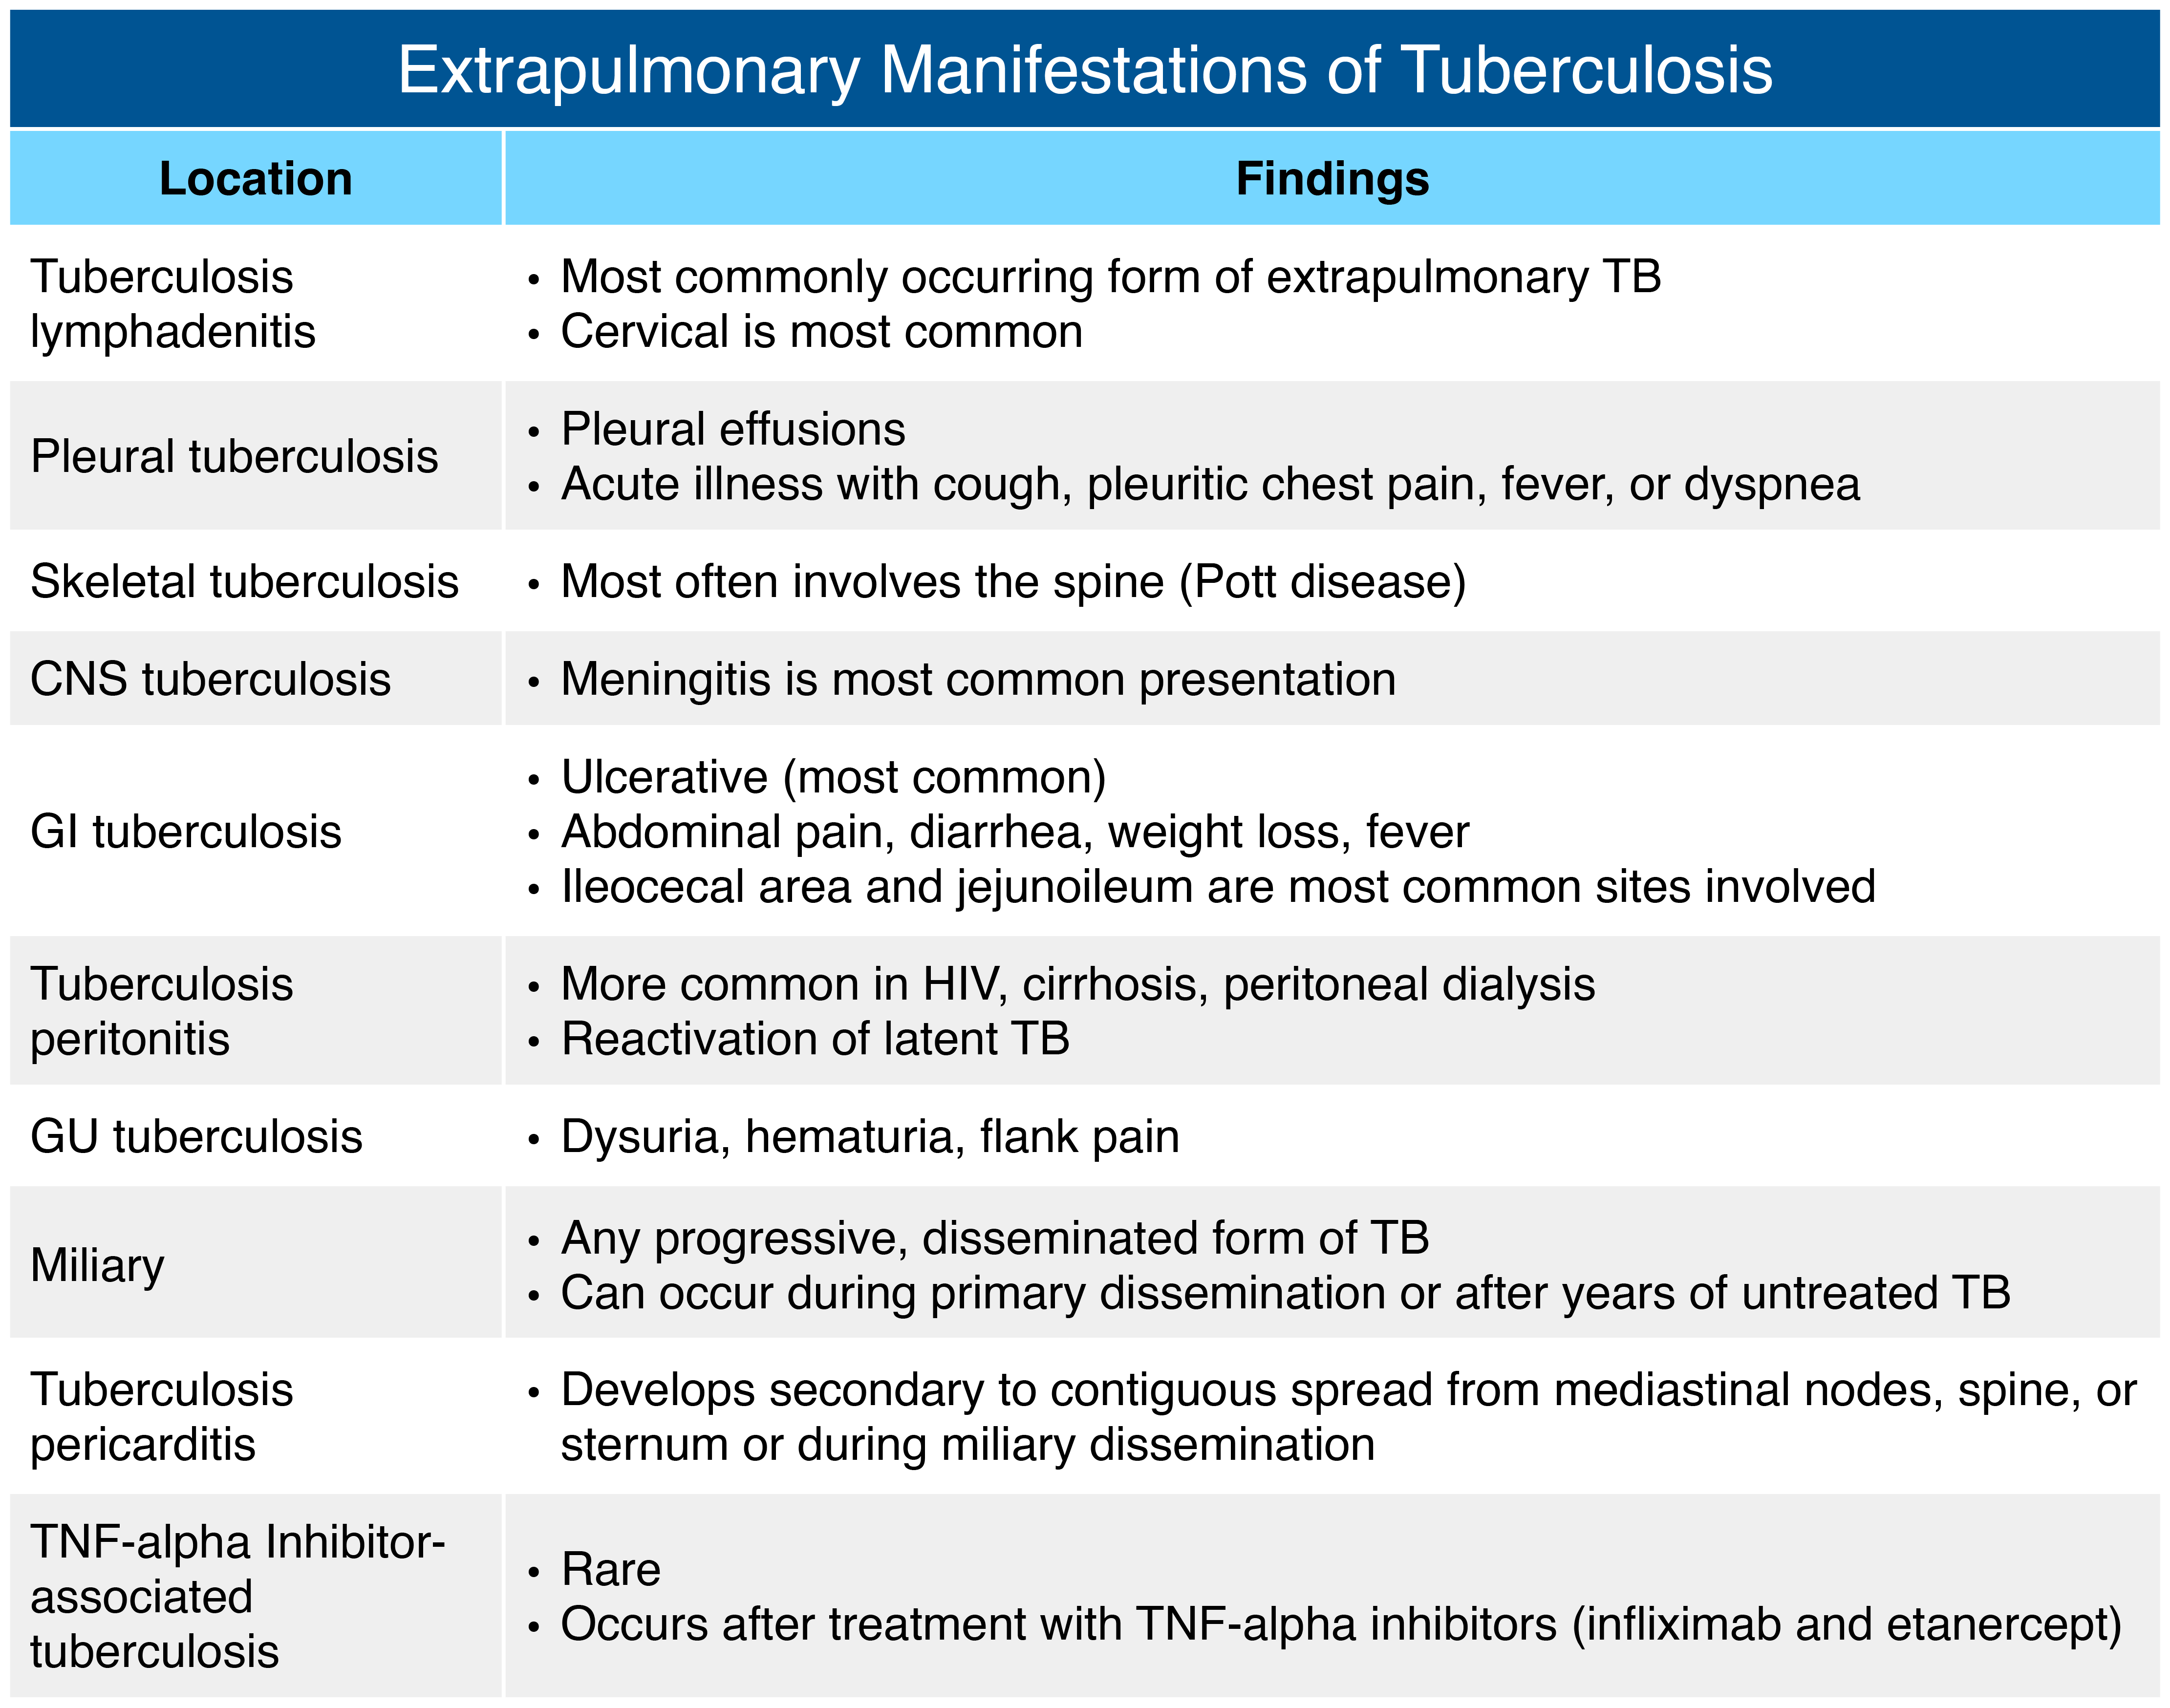 Extrapulmonary Manifestations of Tuberculosis
Location
Findings
Tuberculosis
lymphadenitis
• Most commonly occurring form of extrapulmonary TB
• Cervical is most common
Pleural tuberculosis
• Pleural effusions
• Acute illness with cough, pleuritic chest pain, fever, or dyspnea
Skeletal tuberculosis
• Most often involves the spine (Pott disease)
CNS tuberculosis
• Meningitis is most common presentation
GI tuberculosis
• Ulcerative (most common)
• Abdominal pain, diarrhea, weight loss, fever
• Ileocecal area and jejunoileum are most common sites involved
Tuberculosis
peritonitis
• More common in HIV, cirrhosis, peritoneal dialysis
• Reactivation of latent TB
GU tuberculosis
• Dysuria, hematuria, flank pain
Miliary
• Any progressive, disseminated form of TB
• Can occur during primary dissemination or after years of untreated TB
Tuberculosis
pericarditis
• Develops secondary to contiguous spread from mediastinal nodes, spine, or
sternum or during miliary dissemination
TNF-alpha Inhibitor-
associated
tuberculosis
• Rare
• Occurs after treatment with TNF-alpha inhibitors (infliximab and etanercept)